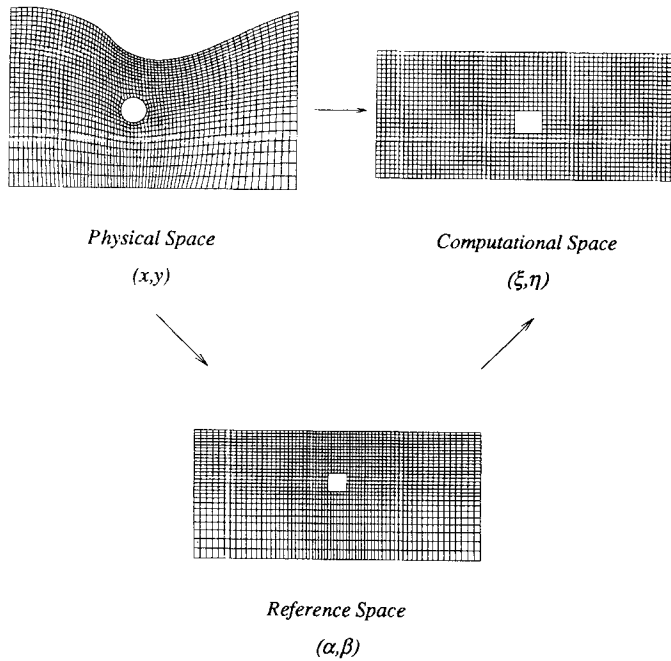 Physical Space
(x,y)
Computational Space
(ξ,η)
Reference Space
(α,β)